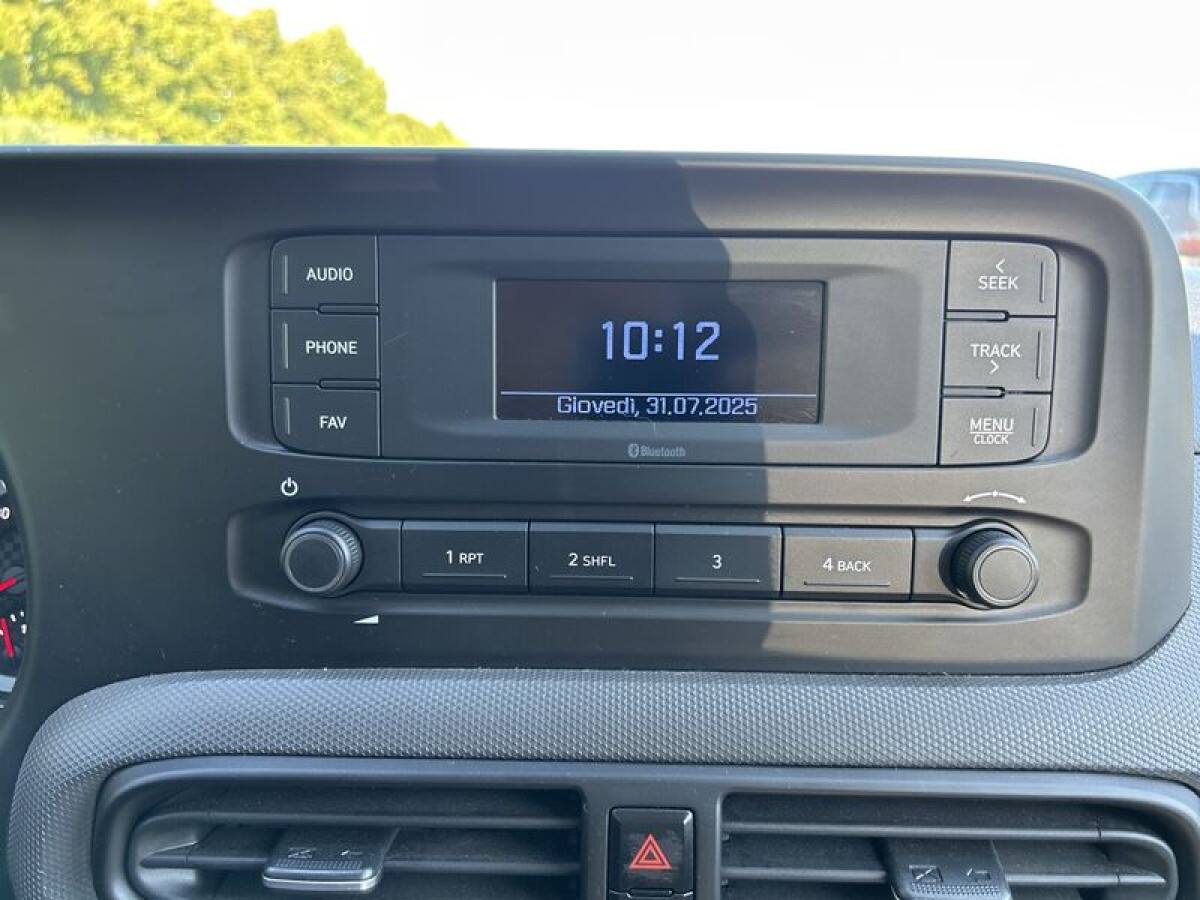 AUDIO
PHONE
FAV
10:12
Giovedì, 31.07.2025
Bluetooth
<
SEEK
TRACK
>
MENU
CLOCK
1 RPT
2 SHFL
3
4 BACK